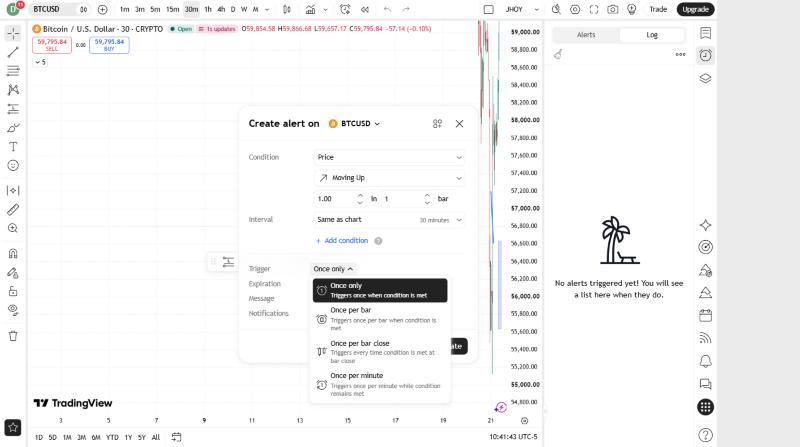 D 11 BTCUSD 1m 3m 5m 15m 30m 1h 4h D W M JHOY Trade Upgrade
Bitcoin / U.S. Dollar · 30 · CRYPTO Open 1s updates O59,854.58 H59,866.68 L59,657.17 C59,795.84 -57.14 (-0.10%)
59,795.84
SELL
0.00
59,795.84
BUY
5
59,000.00
58,800.00
58,600.00
58,400.00
58,200.00
58,000.00
57,800.00
57,600.00
57,400.00
57,200.00
57,000.00
56,800.00
56,600.00
56,400.00
56,200.00
56,000.00
55,800.00
55,600.00
55,400.00
55,200.00
55,000.00
54,800.00
Create alert on BTCUSD
Condition Price
Moving Up
1.00 in 1 bar
Interval Same as chart 30 minutes
+ Add condition ?
Trigger Once only
Expiration
Message
Notifications
Once only
Triggers once when condition is met
Once per bar
Triggers once per bar when condition is
met
Once per bar close
Triggers every time condition is met at
bar close
Once per minute
Triggers once per minute while condition
remains met
ate
TradingView
3 5 7 9 11 13 15 17 19 21
1D 5D 1M 3M 6M YTD 1Y 5Y All 10:41:43 UTC-5
Alerts Log
No alerts triggered yet! You will see
a list here when they do.